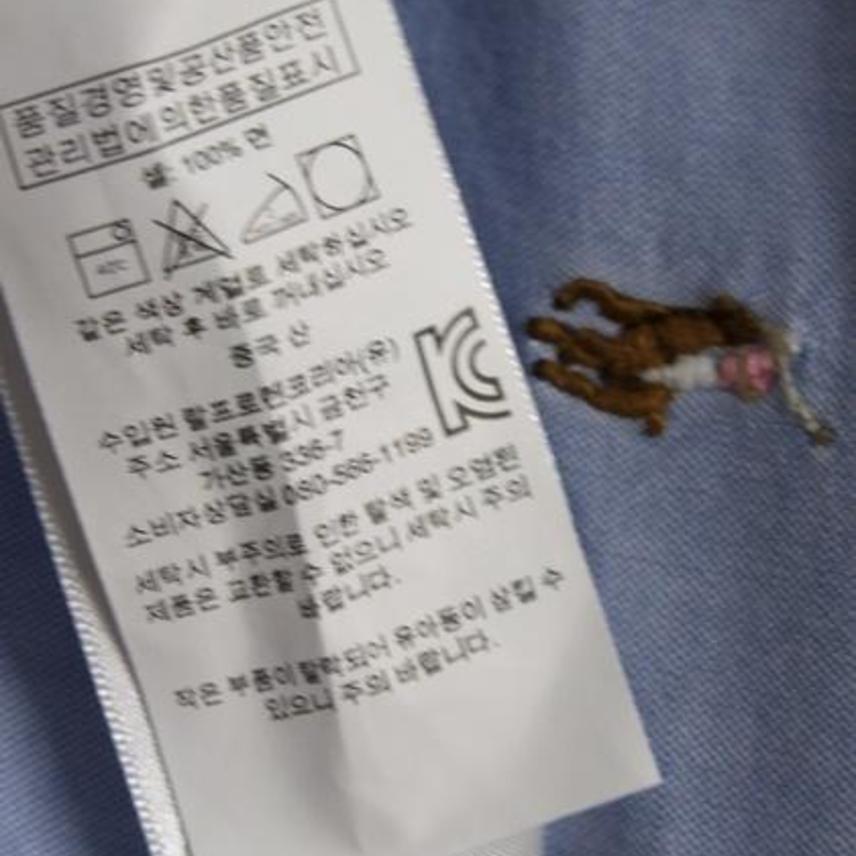 품질경영및공산품안전
관리법에의한품질표시
쉘: 100% 면
40℃
같은 색상 계열로 세탁하십시오
세탁 후 바로 꺼내십시오
중국 산
수입원 랄프로렌코리아(유)
주소 서울특별시 금천구
가산동 336-7
소비자상담실 080-566-1199
세탁시 부주의로 인한 탈색 및 오염된
제품은 교환할 수 없으니 세탁시 주의
바랍니다.
작은 부품이 탈락되어 유아동이 삼킬 수
있으니 주의 바랍니다.